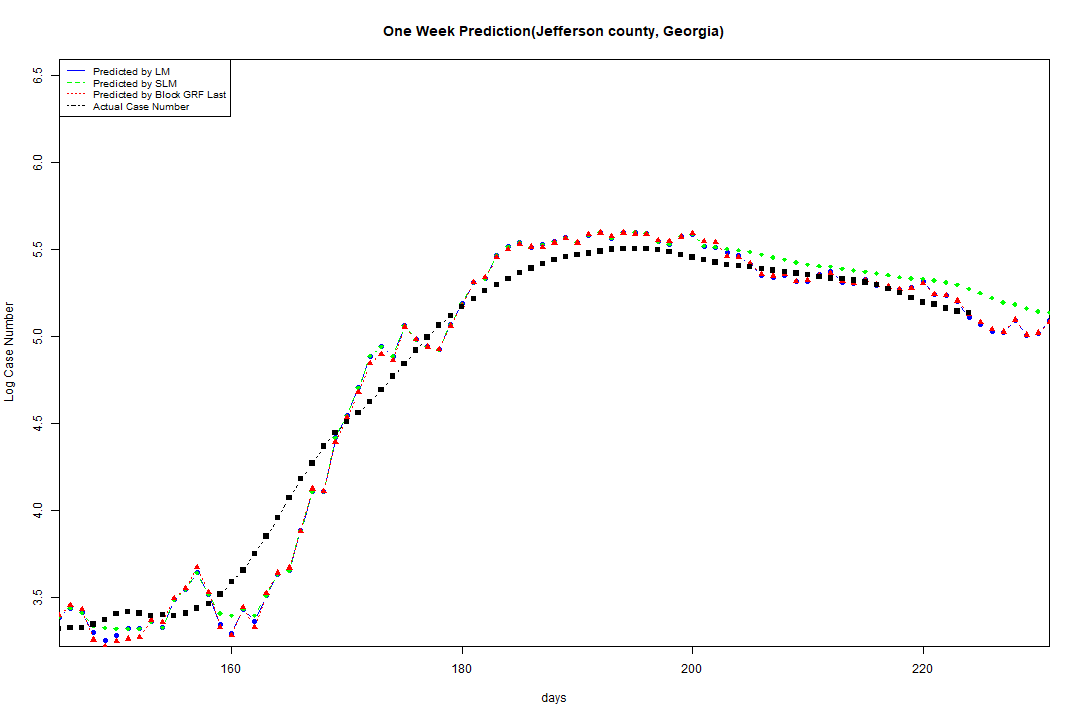 One Week Prediction(Jefferson county, Georgia)
Predicted by LM
Predicted by SLM
Predicted by Block GRF Last
Actual Case Number
6.5
6.0
5.5
5.0
4.5
4.0
3.5
Log Case Number
160
180
200
220
days